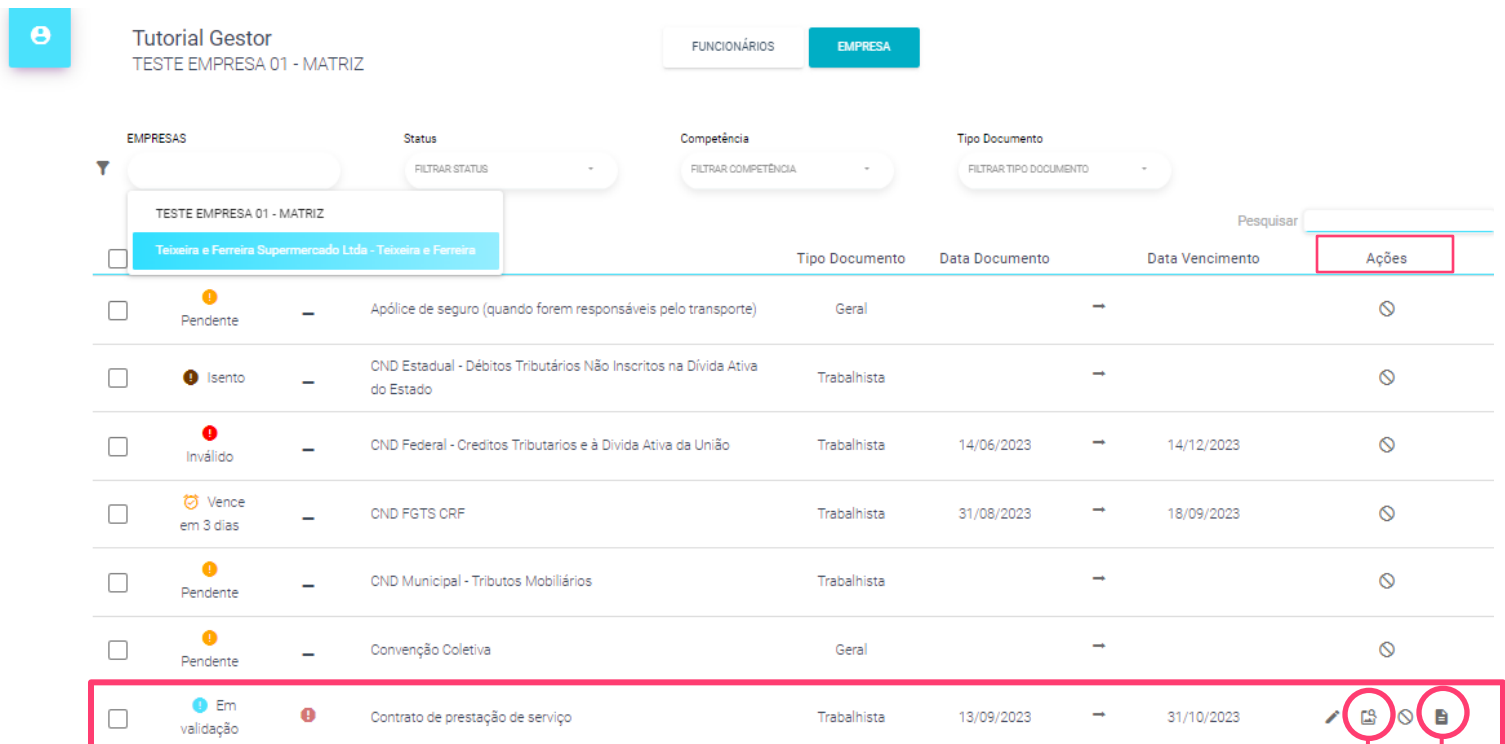 Tutorial Gestor
TESTE EMPRESA 01 - MATRIZ
FUNCIONÁRIOS
EMPRESA
EMPRESAS
Status
Competência
Tipo Documento
FILTRAR STATUS
FILTRAR COMPETÊNCIA
FILTRAR TIPO DOCUMENTO
TESTE EMPRESA 01 - MATRIZ
Teixeira e Ferreira Supermercado Ltda - Teixeira e Ferreira
Pesquisar
Tipo Documento
Data Documento
Data Vencimento
Ações
Pendente
Apólice de seguro (quando forem responsáveis pelo transporte)
Geral
Isento
CND Estadual - Débitos Tributários Não Inscritos na Dívida Ativa
do Estado
Trabalhista
Inválido
CND Federal - Creditos Tributarios e à Divida Ativa da União
Trabalhista
14/06/2023
14/12/2023
Vence
em 3 dias
CND FGTS CRF
Trabalhista
31/08/2023
18/09/2023
Pendente
CND Municipal - Tributos Mobiliários
Trabalhista
Pendente
Convenção Coletiva
Geral
Em
validação
Contrato de prestação de serviço
Trabalhista
13/09/2023
31/10/2023